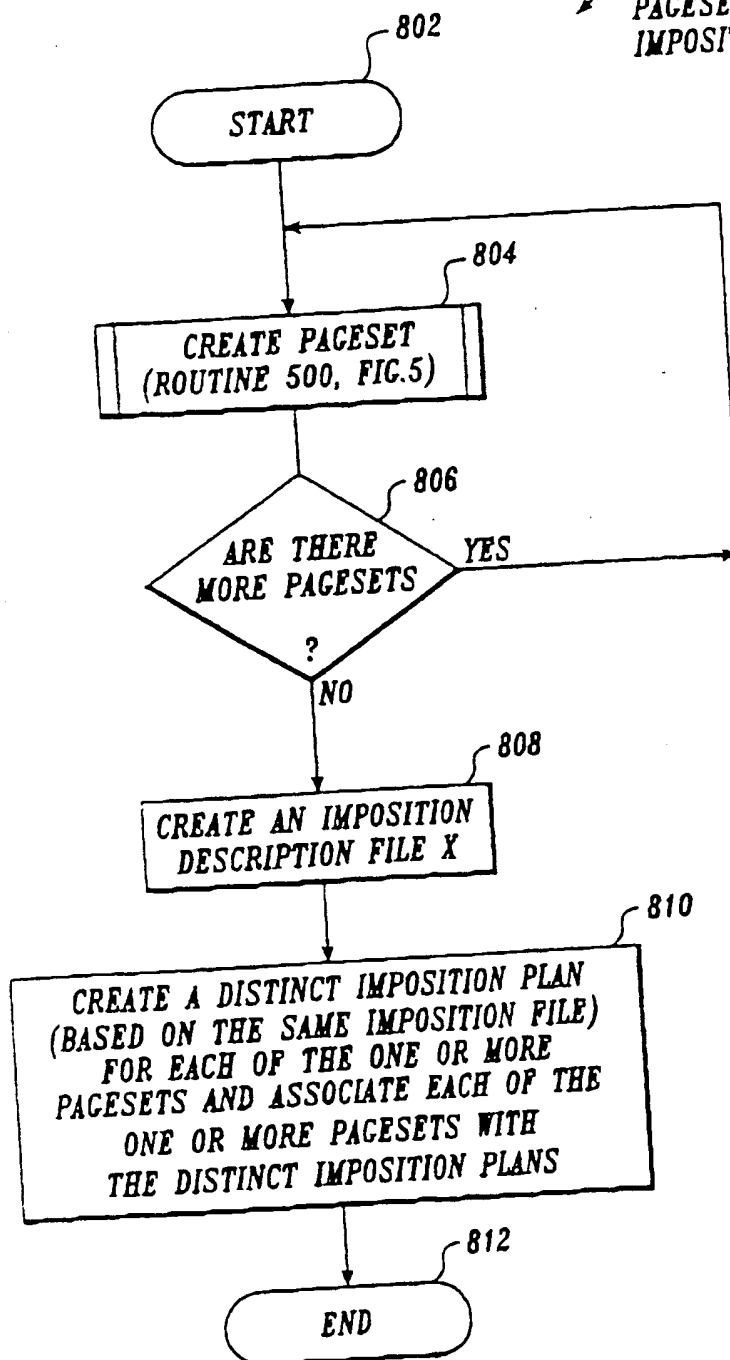 802
START
804
CREATE PAGESET
(ROUTINE 500, FIG.5)
806
ARE THERE
MORE PAGESETS
?
YES
NO
808
CREATE AN IMPOSITION
DESCRIPTION FILE X
810
CREATE A DISTINCT IMPOSITION PLAN
(BASED ON THE SAME IMPOSITION FILE)
FOR EACH OF THE ONE OR MORE
PAGESETS AND ASSOCIATE EACH OF THE
ONE OR MORE PAGESETS WITH
THE DISTINCT IMPOSITION PLANS
812
END